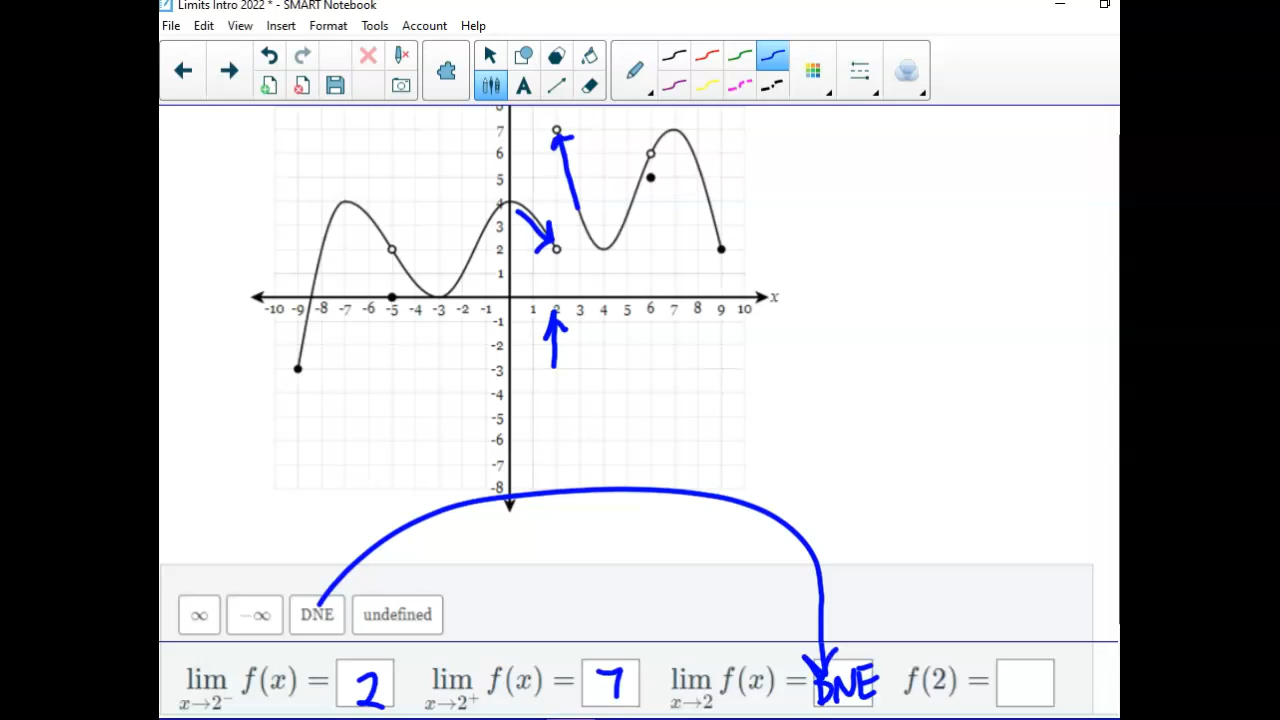 Limits Intro 2022 * - SMART Notebook
File Edit View Insert Format Tools Account Help
8
7
6
5
4
3
2
1
-10 -9 -8 -7 -6 -5 -4 -3 -2 -1 1 2 3 4 5 6 7 8 9 10 x
-1
-2
-3
-4
-5
-6
-7
-8
∞ -∞ DNE undefined
lim f(x) = 2 lim f(x) = 7 lim f(x) = DNE f(2) =
x→2⁻ x→2⁺ x→2